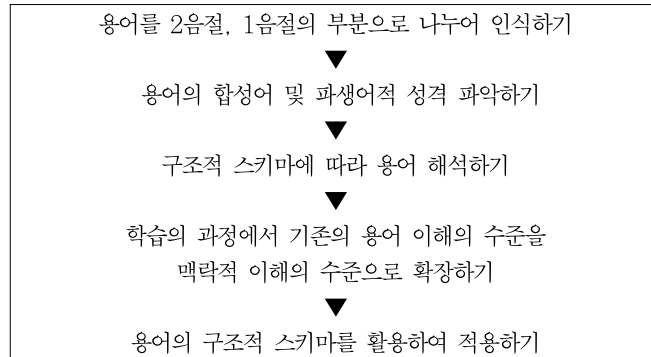 용어를 2음절, 1음절의 부분으로 나누어 인식하기
▼
용어의 합성어 및 파생어적 성격 파악하기
▼
구조적 스키마에 따라 용어 해석하기
▼
학습의 과정에서 기존의 용어 이해의 수준을
맥락적 이해의 수준으로 확장하기
▼
용어의 구조적 스키마를 활용하여 적용하기